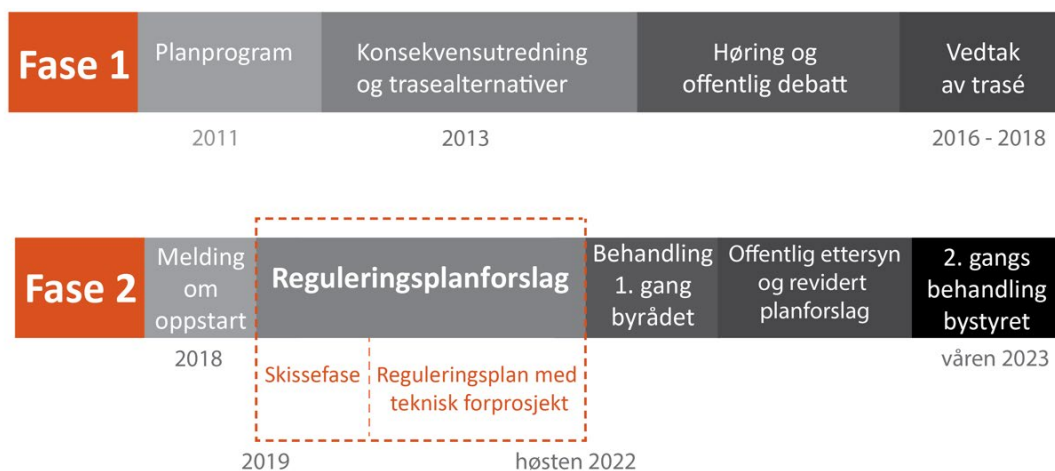 Fase 1
Planprogram
Konsekvensutredning
og trasealternativer
Høring og
offentlig debatt
Vedtak
av trasé
2011
2013
2016 - 2018
Fase 2
Melding
om
oppstart
Reguleringsplanforslag
Behandling
1. gang
byrådet
Offentlig ettersyn
og revidert
planforslag
2. gangs
behandling
bystyret
2018
Skissefase
Reguleringsplan med
teknisk forprosjekt
våren 2023
2019
høsten 2022